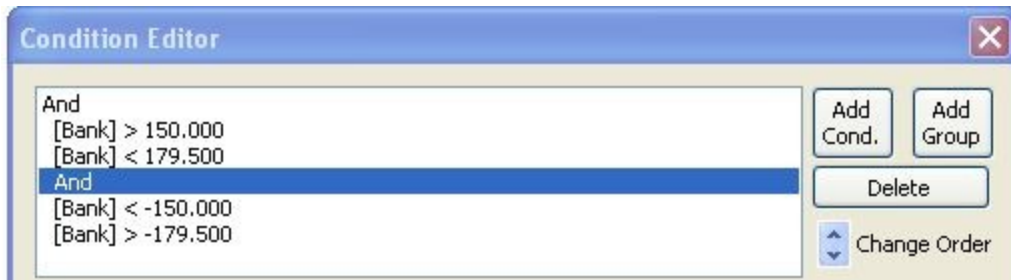 Condition Editor
And
[Bank] > 150.000
[Bank] < 179.500
And
[Bank] < -150.000
[Bank] > -179.500
Add Cond.
Add Group
Delete
Change Order